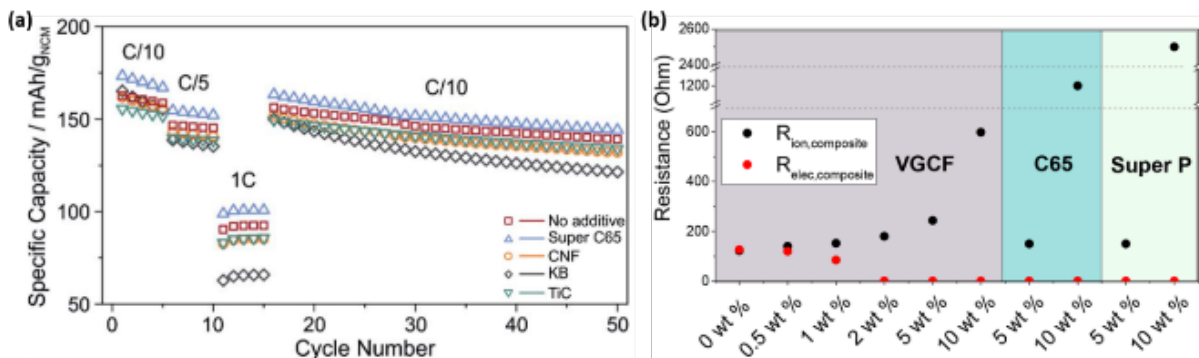 (a)
200
150
100
50
Specific Capacity / mAh/gNCM
C/10
C/5
1C
C/10
No additive
Super C65
CNF
KB
TiC
0
10
20
30
40
50
Cycle Number
(b)
2600
2400
1200
600
400
200
0
Resistance (Ohm)
Rion,composite
Relec,composite
VGCF
C65
Super P
0 wt %
0.5 wt %
1 wt %
2 wt %
5 wt %
10 wt %
5 wt %
10 wt %
5 wt %
10 wt %